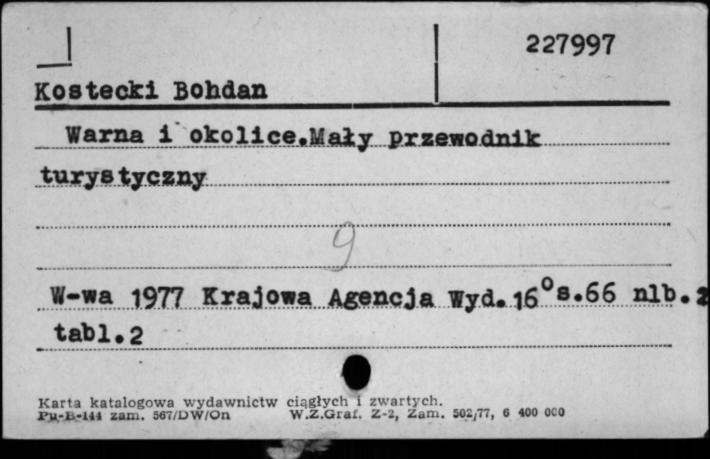 227997
Kostecki Bohdan
Warna i okolice.Mały przewodnik
turystyczny
9
W-wa 1977 Krajowa Agencja Wyd.16°s.66 nlb.2
tabl.2
Karta katalogowa wydawnictw ciągłych i zwartych.
Pu-B-144 zam. 567/DW/On W.Z.Graf. Z-2, Zam. 502/77, 6 400 000